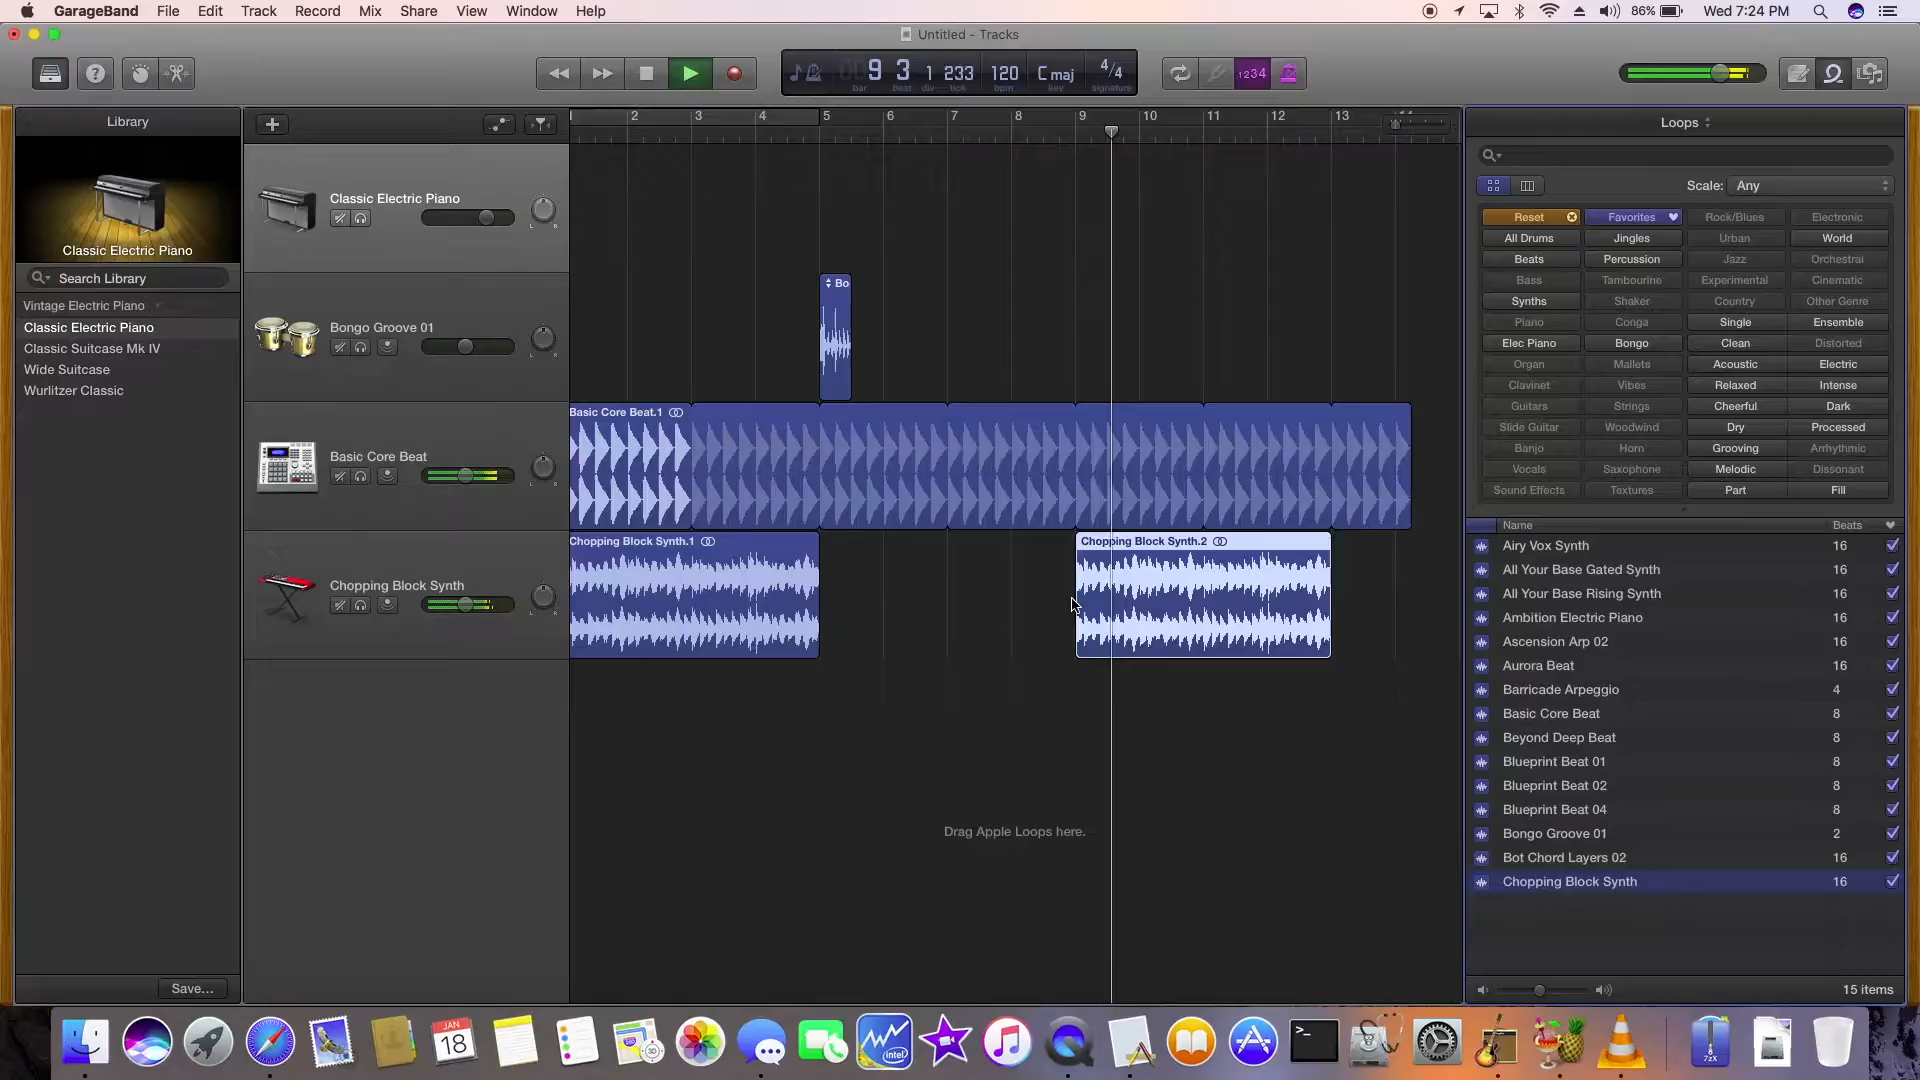 GarageBand File Edit Track Record Mix Share View Window Help 86% Wed 7:24 PM
Untitled - Tracks
9 3 1 233 120 C maj 4/4
bar beat div tick bpm key signature
1234
Library
Classic Electric Piano
Search Library
Vintage Electric Piano
Classic Electric Piano
Classic Suitcase Mk IV
Wide Suitcase
Wurlitzer Classic
Save...
2 3 4 5 6 7 8 9 10 11 12 13
Classic Electric Piano
L R
Bongo Groove 01
L R
Bo
Basic Core Beat
L R
Basic Core Beat.1
Chopping Block Synth
L R
Chopping Block Synth.1
Chopping Block Synth.2
Drag Apple Loops here.
Loops
Scale: Any
Reset Favorites Rock/Blues Electronic
All Drums Jingles Urban World
Beats Percussion Jazz Orchestral
Bass Tambourine Experimental Cinematic
Synths Shaker Country Other Genre
Piano Conga Single Ensemble
Elec Piano Bongo Clean Distorted
Organ Mallets Acoustic Electric
Clavinet Vibes Relaxed Intense
Guitars Strings Cheerful Dark
Slide Guitar Woodwind Dry Processed
Banjo Horn Grooving Arrhythmic
Vocals Saxophone Melodic Dissonant
Sound Effects Textures Part Fill
Name Beats
Airy Vox Synth 16
All Your Base Gated Synth 16
All Your Base Rising Synth 16
Ambition Electric Piano 16
Ascension Arp 02 16
Aurora Beat 16
Barricade Arpeggio 4
Basic Core Beat 8
Beyond Deep Beat 8
Blueprint Beat 01 8
Blueprint Beat 02 8
Blueprint Beat 04 8
Bongo Groove 01 2
Bot Chord Layers 02 16
Chopping Block Synth 16
15 items
JAN
18
3D
intel
>_
7zX